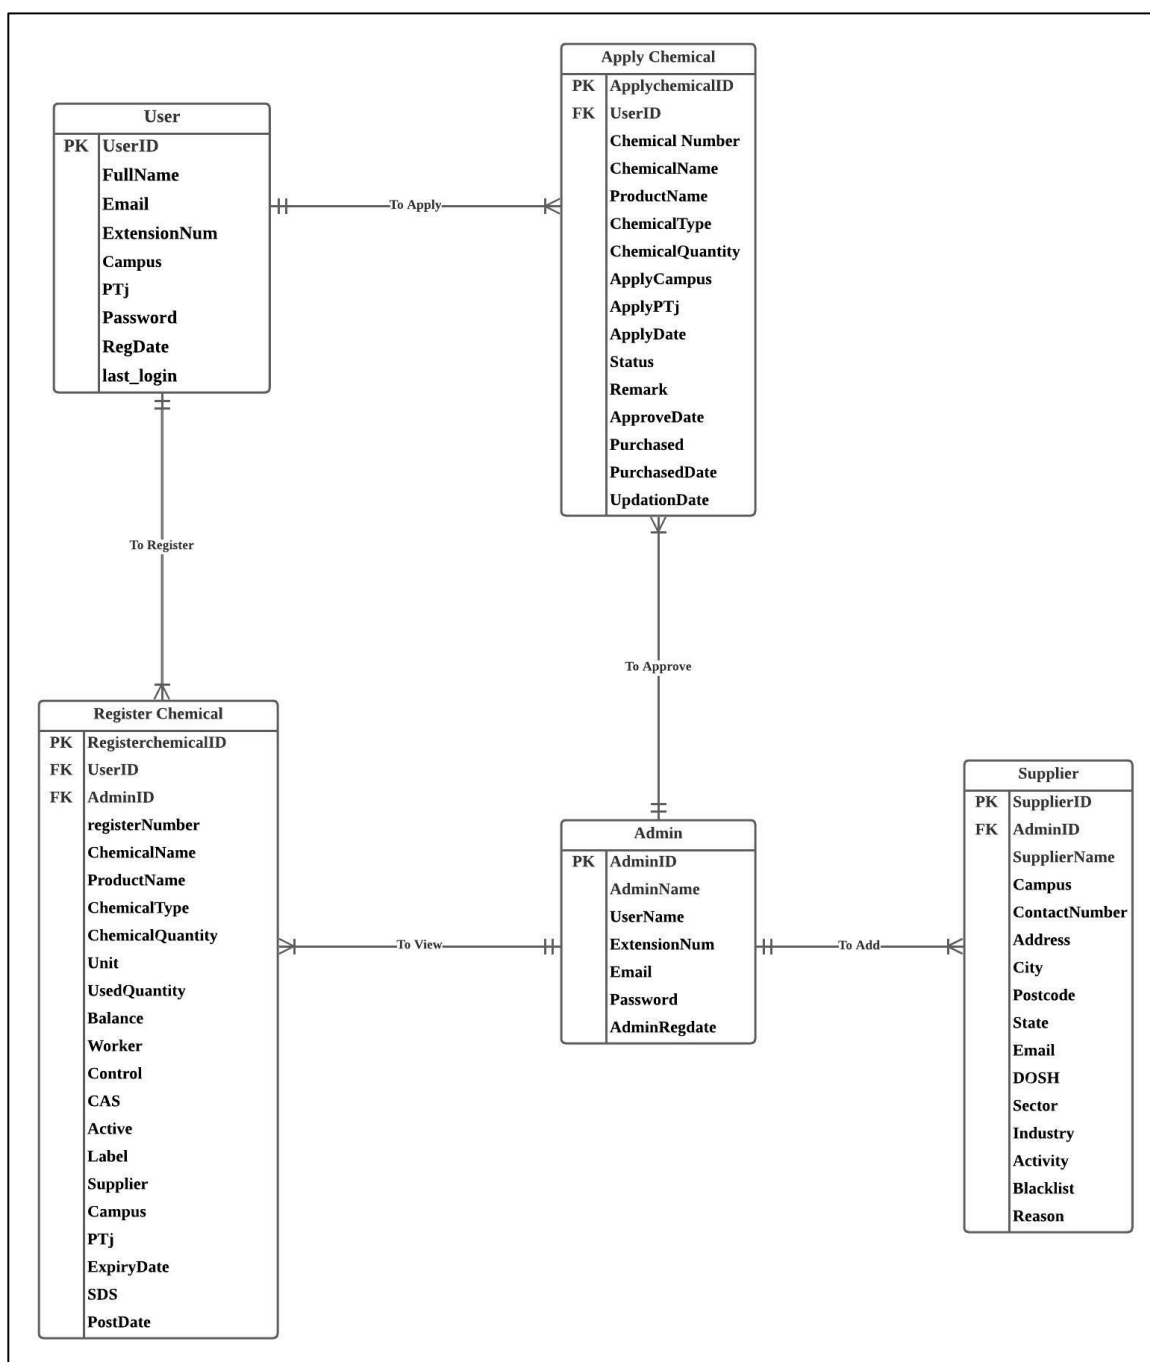 User
PK UserID
FullName
Email
ExtensionNum
Campus
PTj
Password
RegDate
last_login
To Apply
Apply Chemical
PK ApplychemicalID
FK UserID
Chemical Number
ChemicalName
ProductName
ChemicalType
ChemicalQuantity
ApplyCampus
ApplyPTj
ApplyDate
Status
Remark
ApproveDate
Purchased
PurchasedDate
UpdationDate
To Register
To Approve
Register Chemical
PK RegisterchemicalID
FK UserID
FK AdminID
registerNumber
ChemicalName
ProductName
ChemicalType
ChemicalQuantity
Unit
UsedQuantity
Balance
Worker
Control
CAS
Active
Label
Supplier
Campus
PTj
ExpiryDate
SDS
PostDate
To View
Admin
PK AdminID
AdminName
UserName
ExtensionNum
Email
Password
AdminRegdate
To Add
Supplier
PK SupplierID
FK AdminID
SupplierName
Campus
ContactNumber
Address
City
Postcode
State
Email
DOSH
Sector
Industry
Activity
Blacklist
Reason